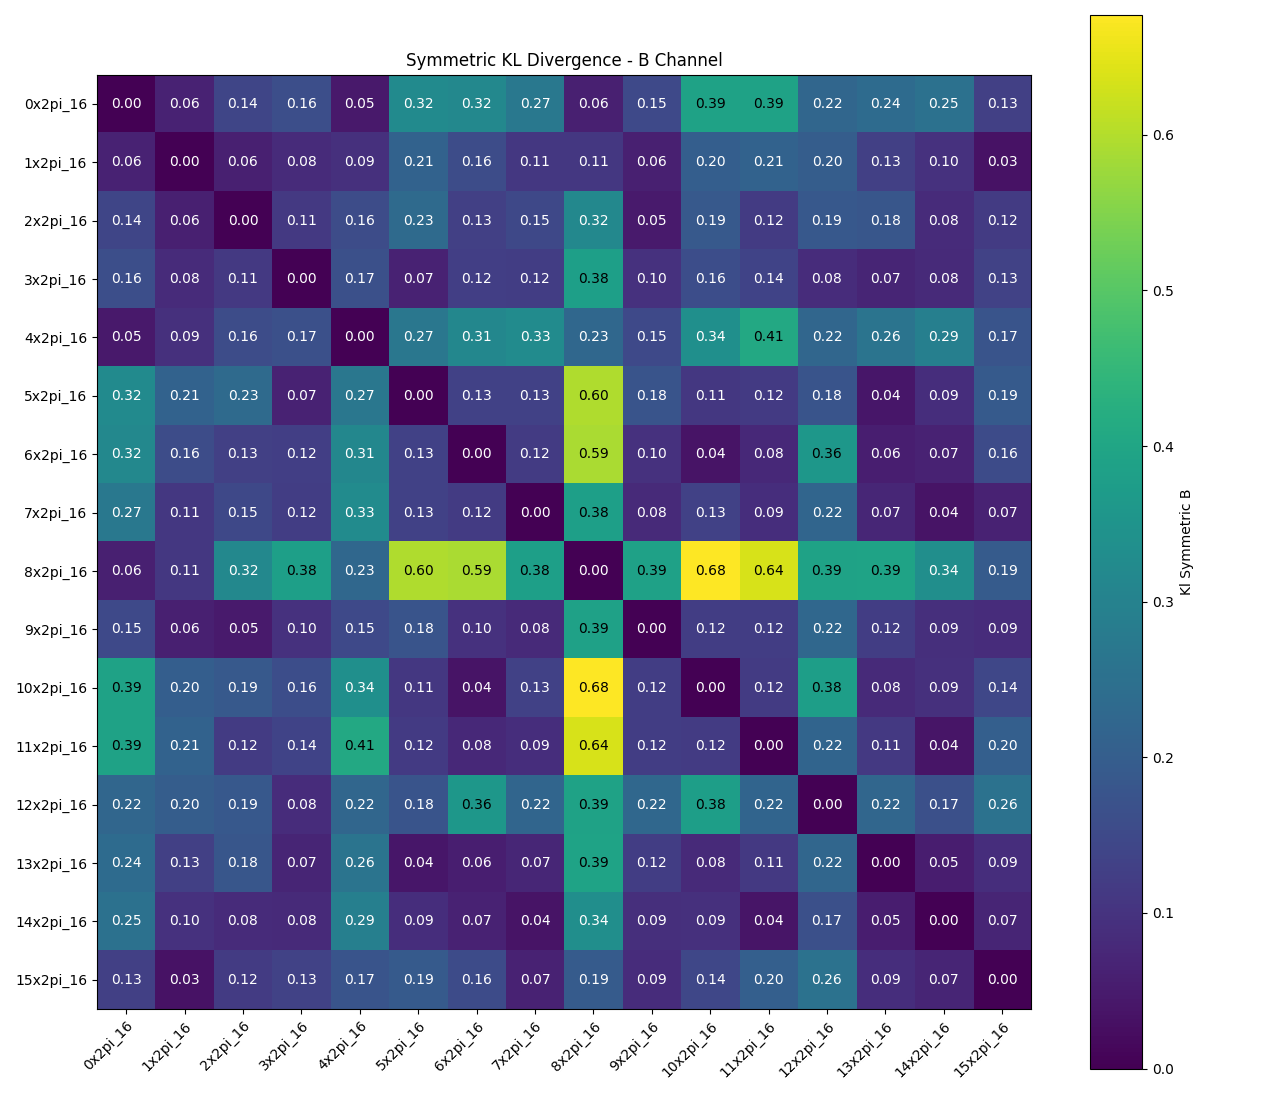 Symmetric KL Divergence - B Channel
0x2pi_16 0.00 0.06 0.14 0.16 0.05 0.32 0.32 0.27 0.06 0.15 0.39 0.39 0.22 0.24 0.25 0.13
1x2pi_16 0.06 0.00 0.06 0.08 0.09 0.21 0.16 0.11 0.11 0.06 0.20 0.21 0.20 0.13 0.10 0.03
2x2pi_16 0.14 0.06 0.00 0.11 0.16 0.23 0.13 0.15 0.32 0.05 0.19 0.12 0.19 0.18 0.08 0.12
3x2pi_16 0.16 0.08 0.11 0.00 0.17 0.07 0.12 0.12 0.38 0.10 0.16 0.14 0.08 0.07 0.08 0.13
4x2pi_16 0.05 0.09 0.16 0.17 0.00 0.27 0.31 0.33 0.23 0.15 0.34 0.41 0.22 0.26 0.29 0.17
5x2pi_16 0.32 0.21 0.23 0.07 0.27 0.00 0.13 0.13 0.60 0.18 0.11 0.12 0.18 0.04 0.09 0.19
6x2pi_16 0.32 0.16 0.13 0.12 0.31 0.13 0.00 0.12 0.59 0.10 0.04 0.08 0.36 0.06 0.07 0.16
7x2pi_16 0.27 0.11 0.15 0.12 0.33 0.13 0.12 0.00 0.38 0.08 0.13 0.09 0.22 0.07 0.04 0.07
8x2pi_16 0.06 0.11 0.32 0.38 0.23 0.60 0.59 0.38 0.00 0.39 0.68 0.64 0.39 0.39 0.34 0.19
9x2pi_16 0.15 0.06 0.05 0.10 0.15 0.18 0.10 0.08 0.39 0.00 0.12 0.12 0.22 0.12 0.09 0.09
10x2pi_16 0.39 0.20 0.19 0.16 0.34 0.11 0.04 0.13 0.68 0.12 0.00 0.12 0.38 0.08 0.09 0.14
11x2pi_16 0.39 0.21 0.12 0.14 0.41 0.12 0.08 0.09 0.64 0.12 0.12 0.00 0.22 0.11 0.04 0.20
12x2pi_16 0.22 0.20 0.19 0.08 0.22 0.18 0.36 0.22 0.39 0.22 0.38 0.22 0.00 0.22 0.17 0.26
13x2pi_16 0.24 0.13 0.18 0.07 0.26 0.04 0.06 0.07 0.39 0.12 0.08 0.11 0.22 0.00 0.05 0.09
14x2pi_16 0.25 0.10 0.08 0.08 0.29 0.09 0.07 0.04 0.34 0.09 0.09 0.04 0.17 0.05 0.00 0.07
15x2pi_16 0.13 0.03 0.12 0.13 0.17 0.19 0.16 0.07 0.19 0.09 0.14 0.20 0.26 0.09 0.07 0.00
0x2pi_16 1x2pi_16 2x2pi_16 3x2pi_16 4x2pi_16 5x2pi_16 6x2pi_16 7x2pi_16 8x2pi_16 9x2pi_16 10x2pi_16 11x2pi_16 12x2pi_16 13x2pi_16 14x2pi_16 15x2pi_16
0.6
0.5
0.4
0.3
0.2
0.1
0.0
Kl Symmetric B